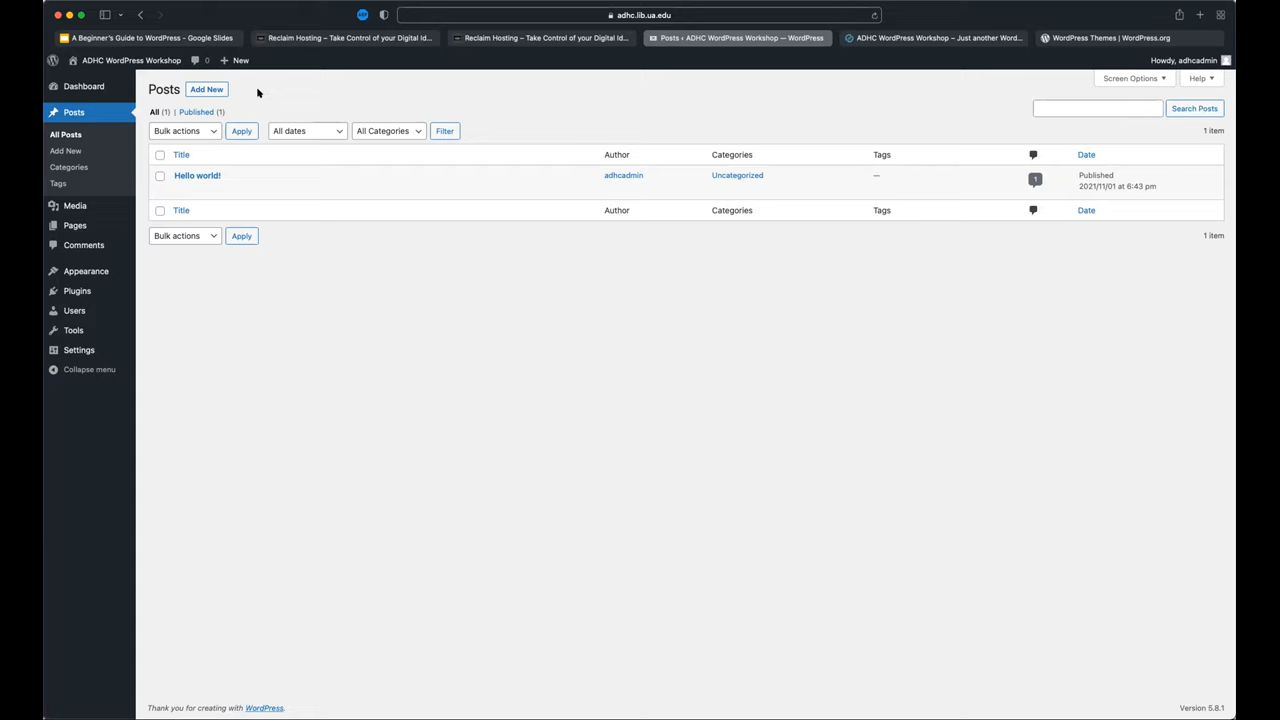 adhc.lib.ua.edu
A Beginner's Guide to WordPress - Google Slides
Reclaim Hosting – Take Control of your Digital Id...
Reclaim Hosting – Take Control of your Digital Id...
Posts ‹ ADHC WordPress Workshop — WordPress
ADHC WordPress Workshop – Just another Word...
WordPress Themes | WordPress.org
ADHC WordPress Workshop
0
New
Howdy, adhcadmin
Dashboard
Posts
All Posts
Add New
Categories
Tags
Media
Pages
Comments
Appearance
Plugins
Users
Tools
Settings
Collapse menu
Posts
Add New
Screen Options
Help
All (1) | Published (1)
Search Posts
Bulk actions
Apply
All dates
All Categories
Filter
1 item
Title
Author
Categories
Tags
Date
Hello world!
adhcadmin
Uncategorized
—
1
Published
2021/11/01 at 6:43 pm
Title
Author
Categories
Tags
Date
Bulk actions
Apply
1 item
Thank you for creating with WordPress.
Version 5.8.1